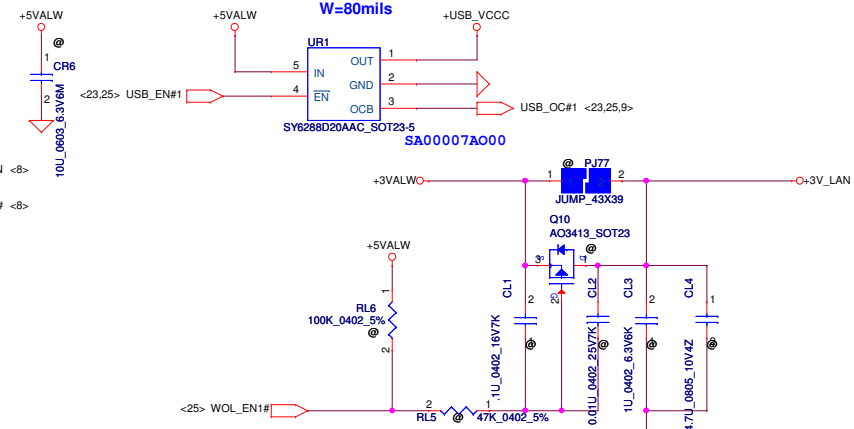 W=80mils
+5VALW
+5VALW
+USB_VCCC
@
1
CR6
2
10U_0603_6.3V6M
UR1
5
IN
OUT
1
GND
2
4
EN
OCB
3
<23,25> USB_EN#1
USB_OC#1 <23,25,9>
SY6288D20AAC_SOT23-5
SA00007AO00
<8>
# <8>
+3VALW
@
PJ77
1
2
JUMP_43X39
+3V_LAN
Q10
AO3413_SOT23
@
3
S
D
1
G
2
+5VALW
1
RL6
100K_0402_5%
@
2
CL1
2
@
.1U_0402_16V7K
CL2
@
0.01U_0402_25V7K
CL3
2
@
1U_0402_6.3V6K
CL4
1
@
4.7U_0805_10V4Z
<25> WOL_EN1#
2
1
RL5
@
47K_0402_5%